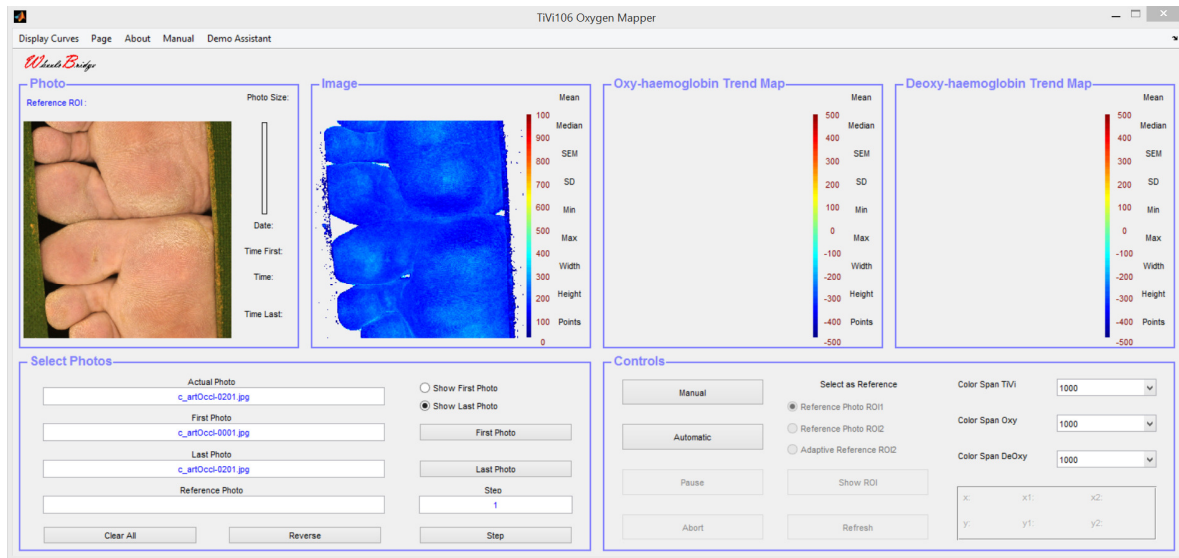 TiVi106 Oxygen Mapper
Display Curves Page About Manual Demo Assistant
WheelsBridge
Photo
Reference ROI :
Photo Size:
Date:
Time First:
Time:
Time Last:
Image
Mean
Median
SEM
SD
Min
Max
Width
Height
Points
100
900
800
700
600
500
400
300
200
100
0
Oxy-haemoglobin Trend Map
Mean
Median
SEM
SD
Min
Max
Width
Height
Points
500
400
300
200
100
0
-100
-200
-300
-400
-500
Deoxy-haemoglobin Trend Map
Mean
Median
SEM
SD
Min
Max
Width
Height
Points
500
400
300
200
100
0
-100
-200
-300
-400
-500
Select Photos
Actual Photo
c_artOccl-0201.jpg
First Photo
c_artOccl-0001.jpg
Last Photo
c_artOccl-0201.jpg
Reference Photo
Clear All
Reverse
Show First Photo
Show Last Photo
First Photo
Last Photo
Step
1
Step
Controls
Manual
Automatic
Pause
Abort
Select as Reference
Reference Photo ROI1
Reference Photo ROI2
Adaptive Reference ROI2
Show ROI
Refresh
Color Span TiVi 1000
Color Span Oxy 1000
Color Span DeOxy 1000
x: x1: x2:
y: y1: y2: